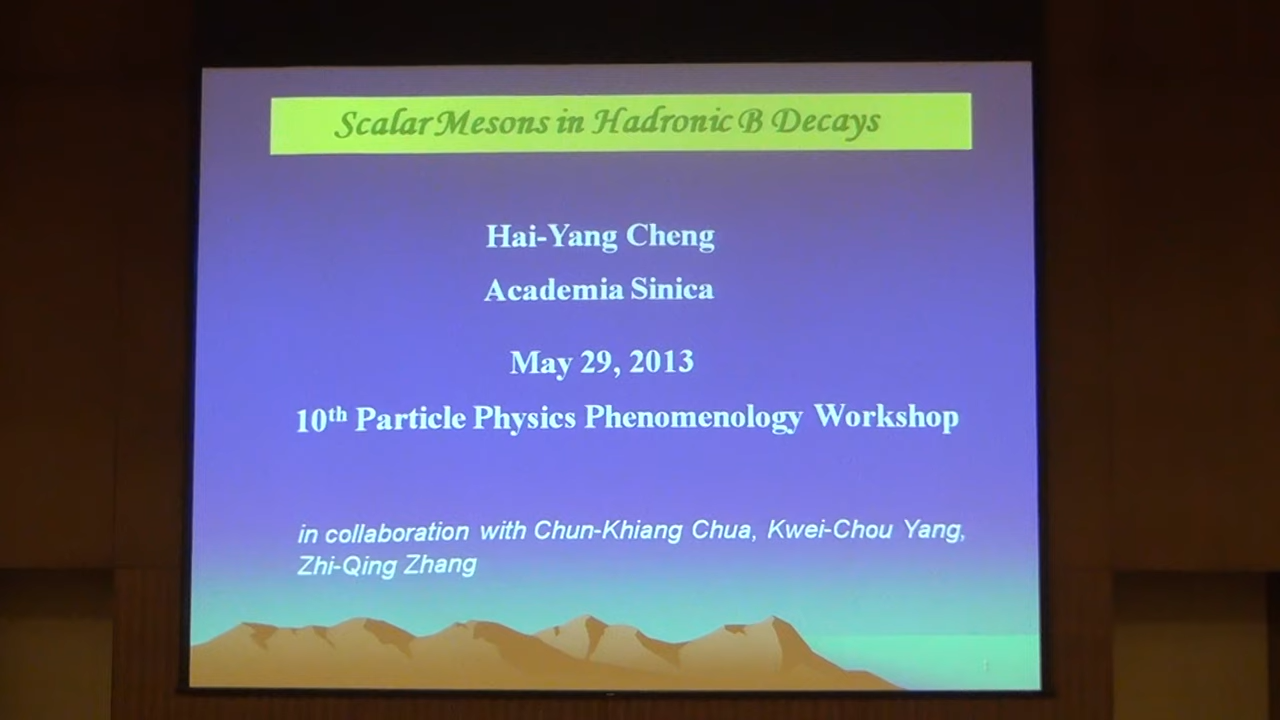 Scalar Mesons in Hadronic B Decays
Hai-Yang Cheng
Academia Sinica
May 29, 2013
10th Particle Physics Phenomenology Workshop
in collaboration with Chun-Khiang Chua, Kwei-Chou Yang,
Zhi-Qing Zhang
1